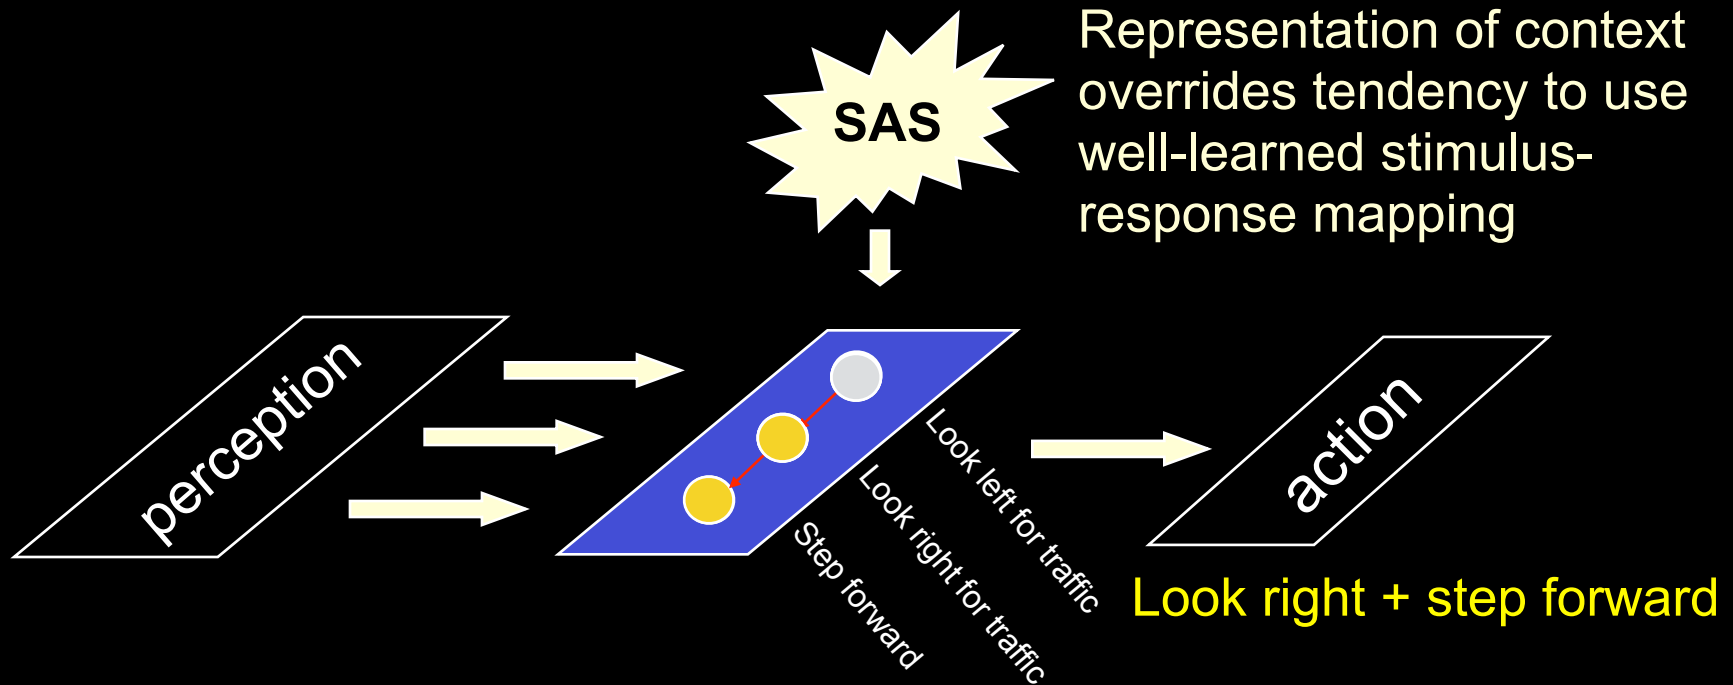 SAS
Representation of context
overrides tendency to use
well-learned stimulus-
response mapping
perception
Look left for traffic
Look right for traffic
Step forward
action
Look right + step forward